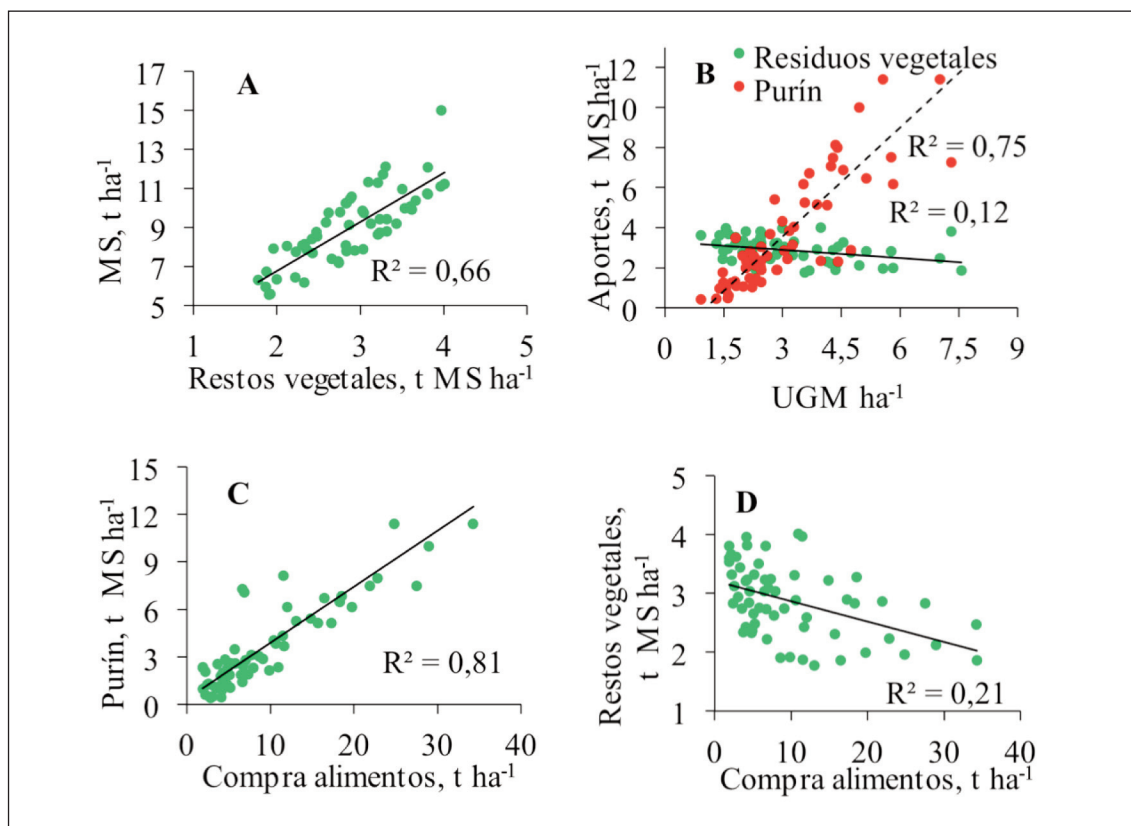 A
MS, t ha⁻¹
17
15
13
11
9
7
5
R² = 0,66
1 2 3 4 5
Restos vegetales, t MS ha⁻¹
B
Residuos vegetales
Purín
Aportes, t MS ha⁻¹
12
10
8
6
4
2
0
R² = 0,75
R² = 0,12
0 1,5 3 4,5 6 7,5 9
UGM ha⁻¹
C
Purín, t MS ha⁻¹
15
12
9
6
3
0
R² = 0,81
0 10 20 30 40
Compra alimentos, t ha⁻¹
D
Restos vegetales,
t MS ha⁻¹
5
4
3
2
1
R² = 0,21
0 10 20 30 40
Compra alimentos, t ha⁻¹